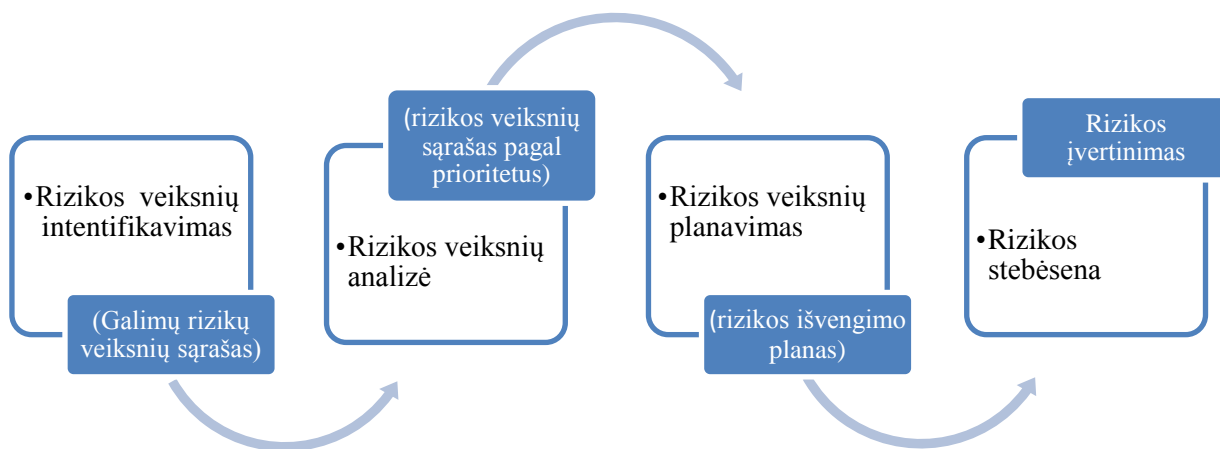 •Rizikos veiksnių
intentifikavimas
(Galimų rizikų
veiksnių sąrašas)
(rizikos veiksnių
sąrašas pagal
prioritetus)
•Rizikos veiksnių
analizė
•Rizikos veiksnių
planavimas
(rizikos išvengimo
planas)
Rizikos
įvertinimas
•Rizikos
stebėsena